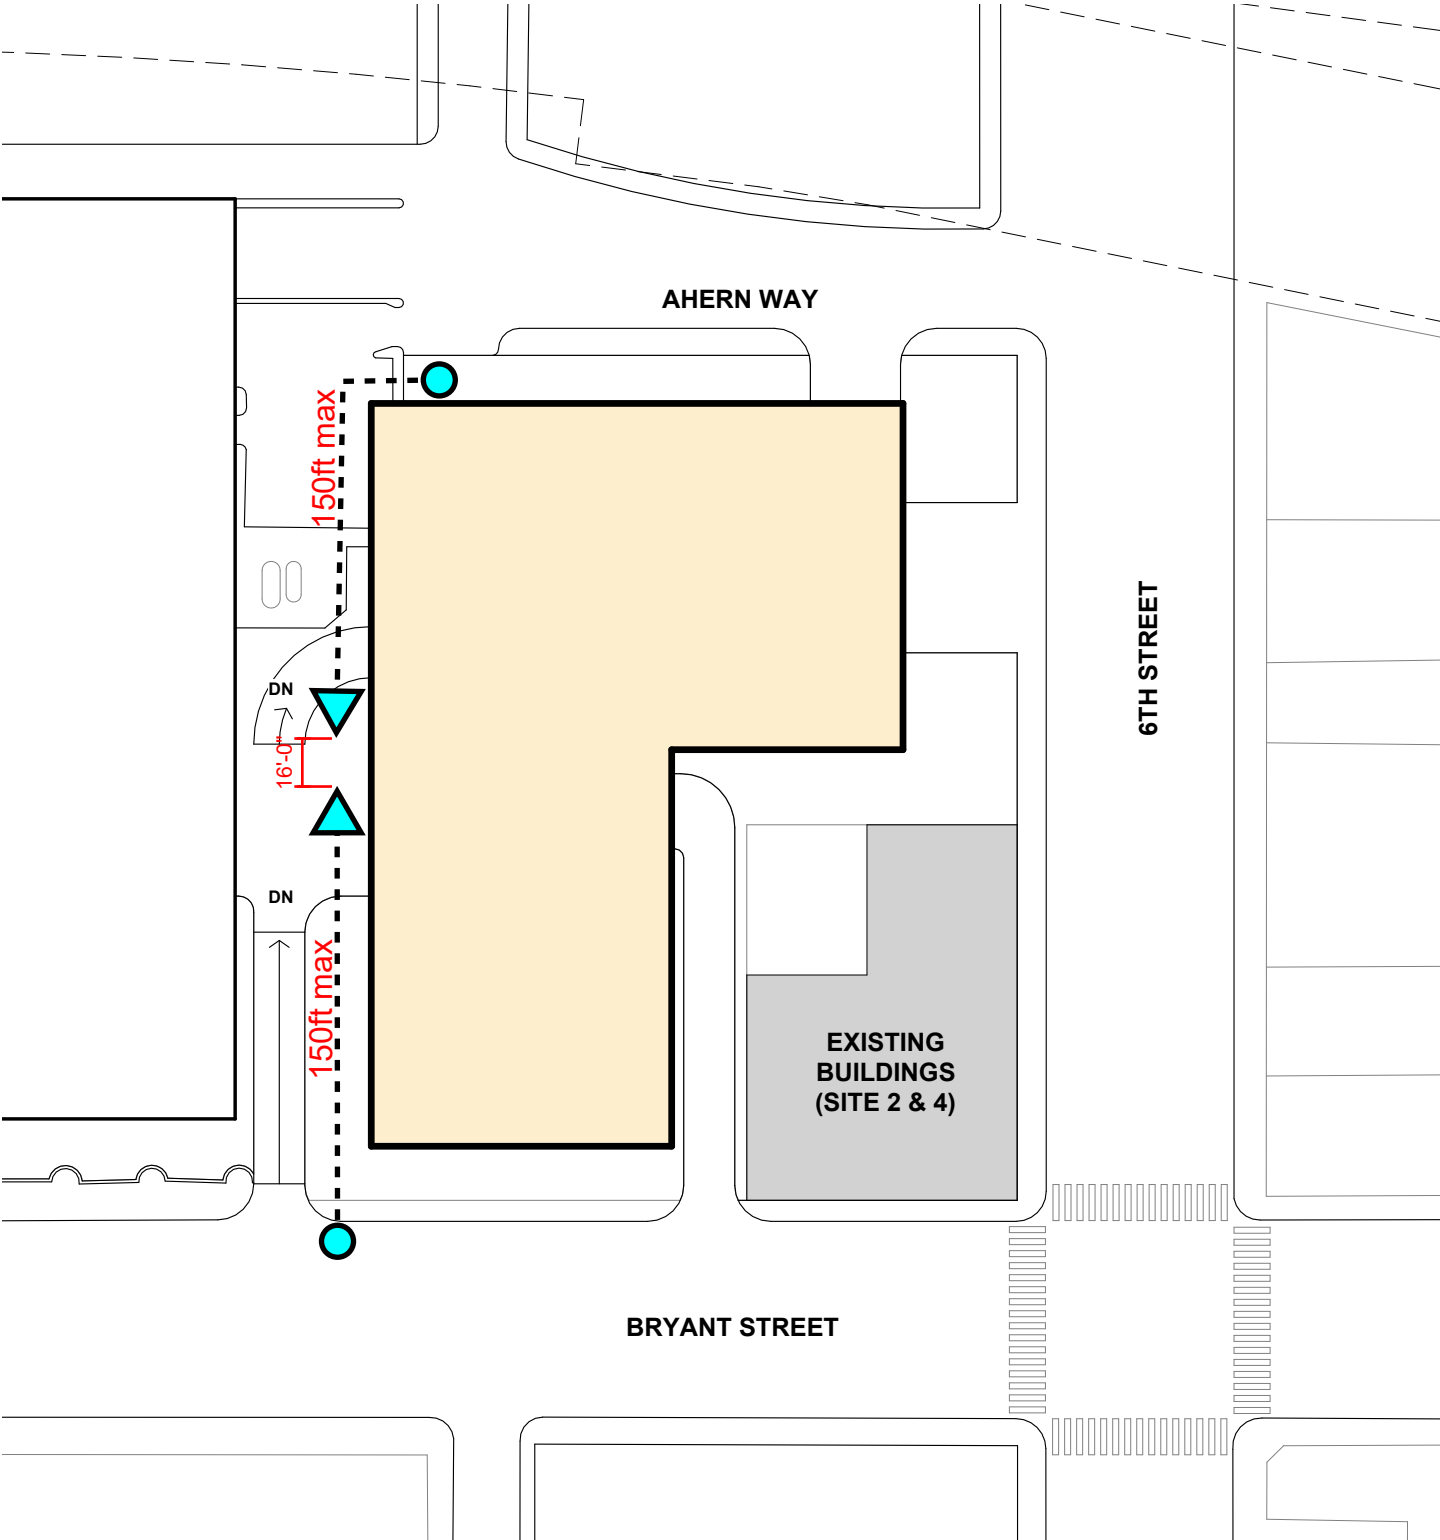 AHERN WAY
150ft max
6TH STREET
DN
16'-0"
DN
150ft max
EXISTING
BUILDINGS
(SITE 2 & 4)
BRYANT STREET